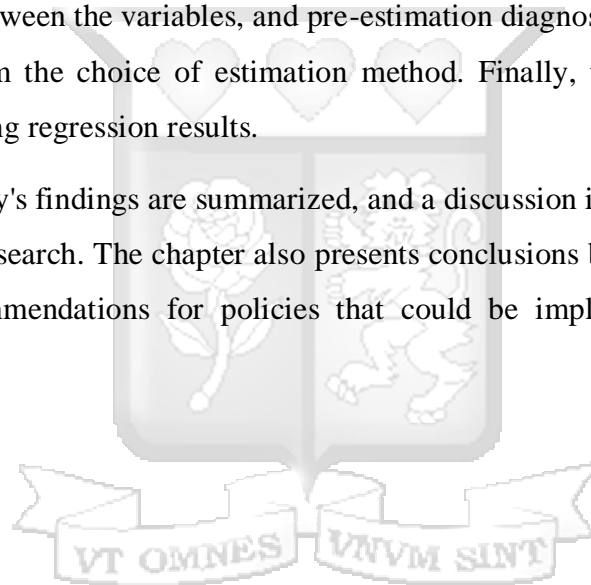 ween the variables, and pre-estimation diagnos
the choice of estimation method. Finally,
ng regression results.
y's findings are summarized, and a discussion i
search. The chapter also presents conclusions b
mmendations for policies that could be impl
VT OMNES VNVM SINT